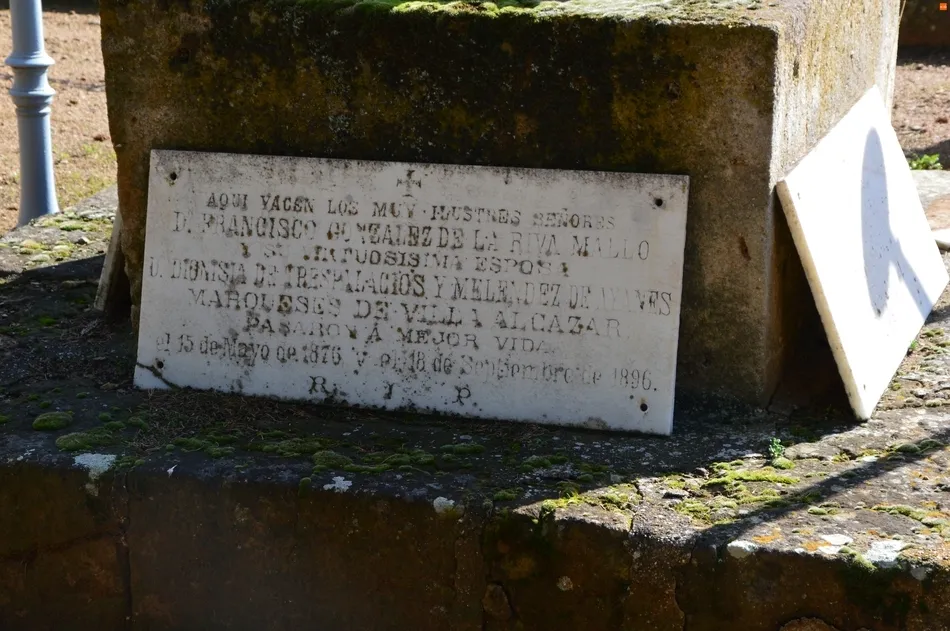 AQUI YACEN LOS MUY ILUSTRES SEÑORES
D. FRANCISCO GONZALEZ DE LA RIVA MALLO
Y SU VIRTUOSISIMA ESPOSA
D. DIONISIA DE TRESPALACIOS Y MELENDEZ DE AVANES
MARQUESES DE VILLA ALCAZAR
PASARON A MEJOR VIDA
el 15 de Mayo de 1876 Y el 18 de Septiembre de 1896.
R I P